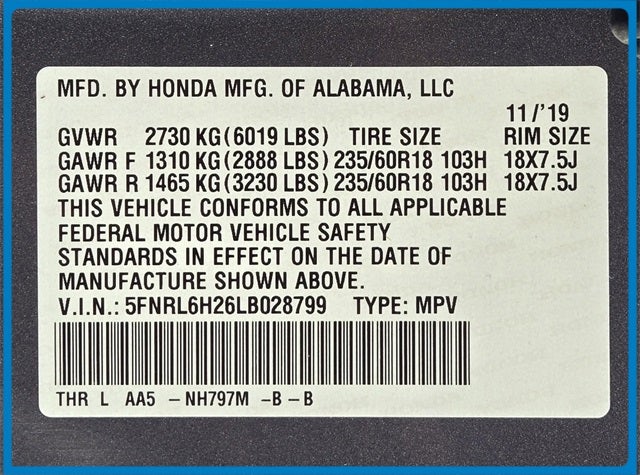 MFD. BY HONDA MFG. OF ALABAMA, LLC
11/'19
GVWR 2730 KG(6019 LBS) TIRE SIZE RIM SIZE
GAWR F 1310 KG(2888 LBS) 235/60R18 103H 18X7.5J
GAWR R 1465 KG(3230 LBS) 235/60R18 103H 18X7.5J
THIS VEHICLE CONFORMS TO ALL APPLICABLE
FEDERAL MOTOR VEHICLE SAFETY
STANDARDS IN EFFECT ON THE DATE OF
MANUFACTURE SHOWN ABOVE.
V.I.N.: 5FNRL6H26LB028799 TYPE: MPV
THR L AA5 – NH797M –B–B